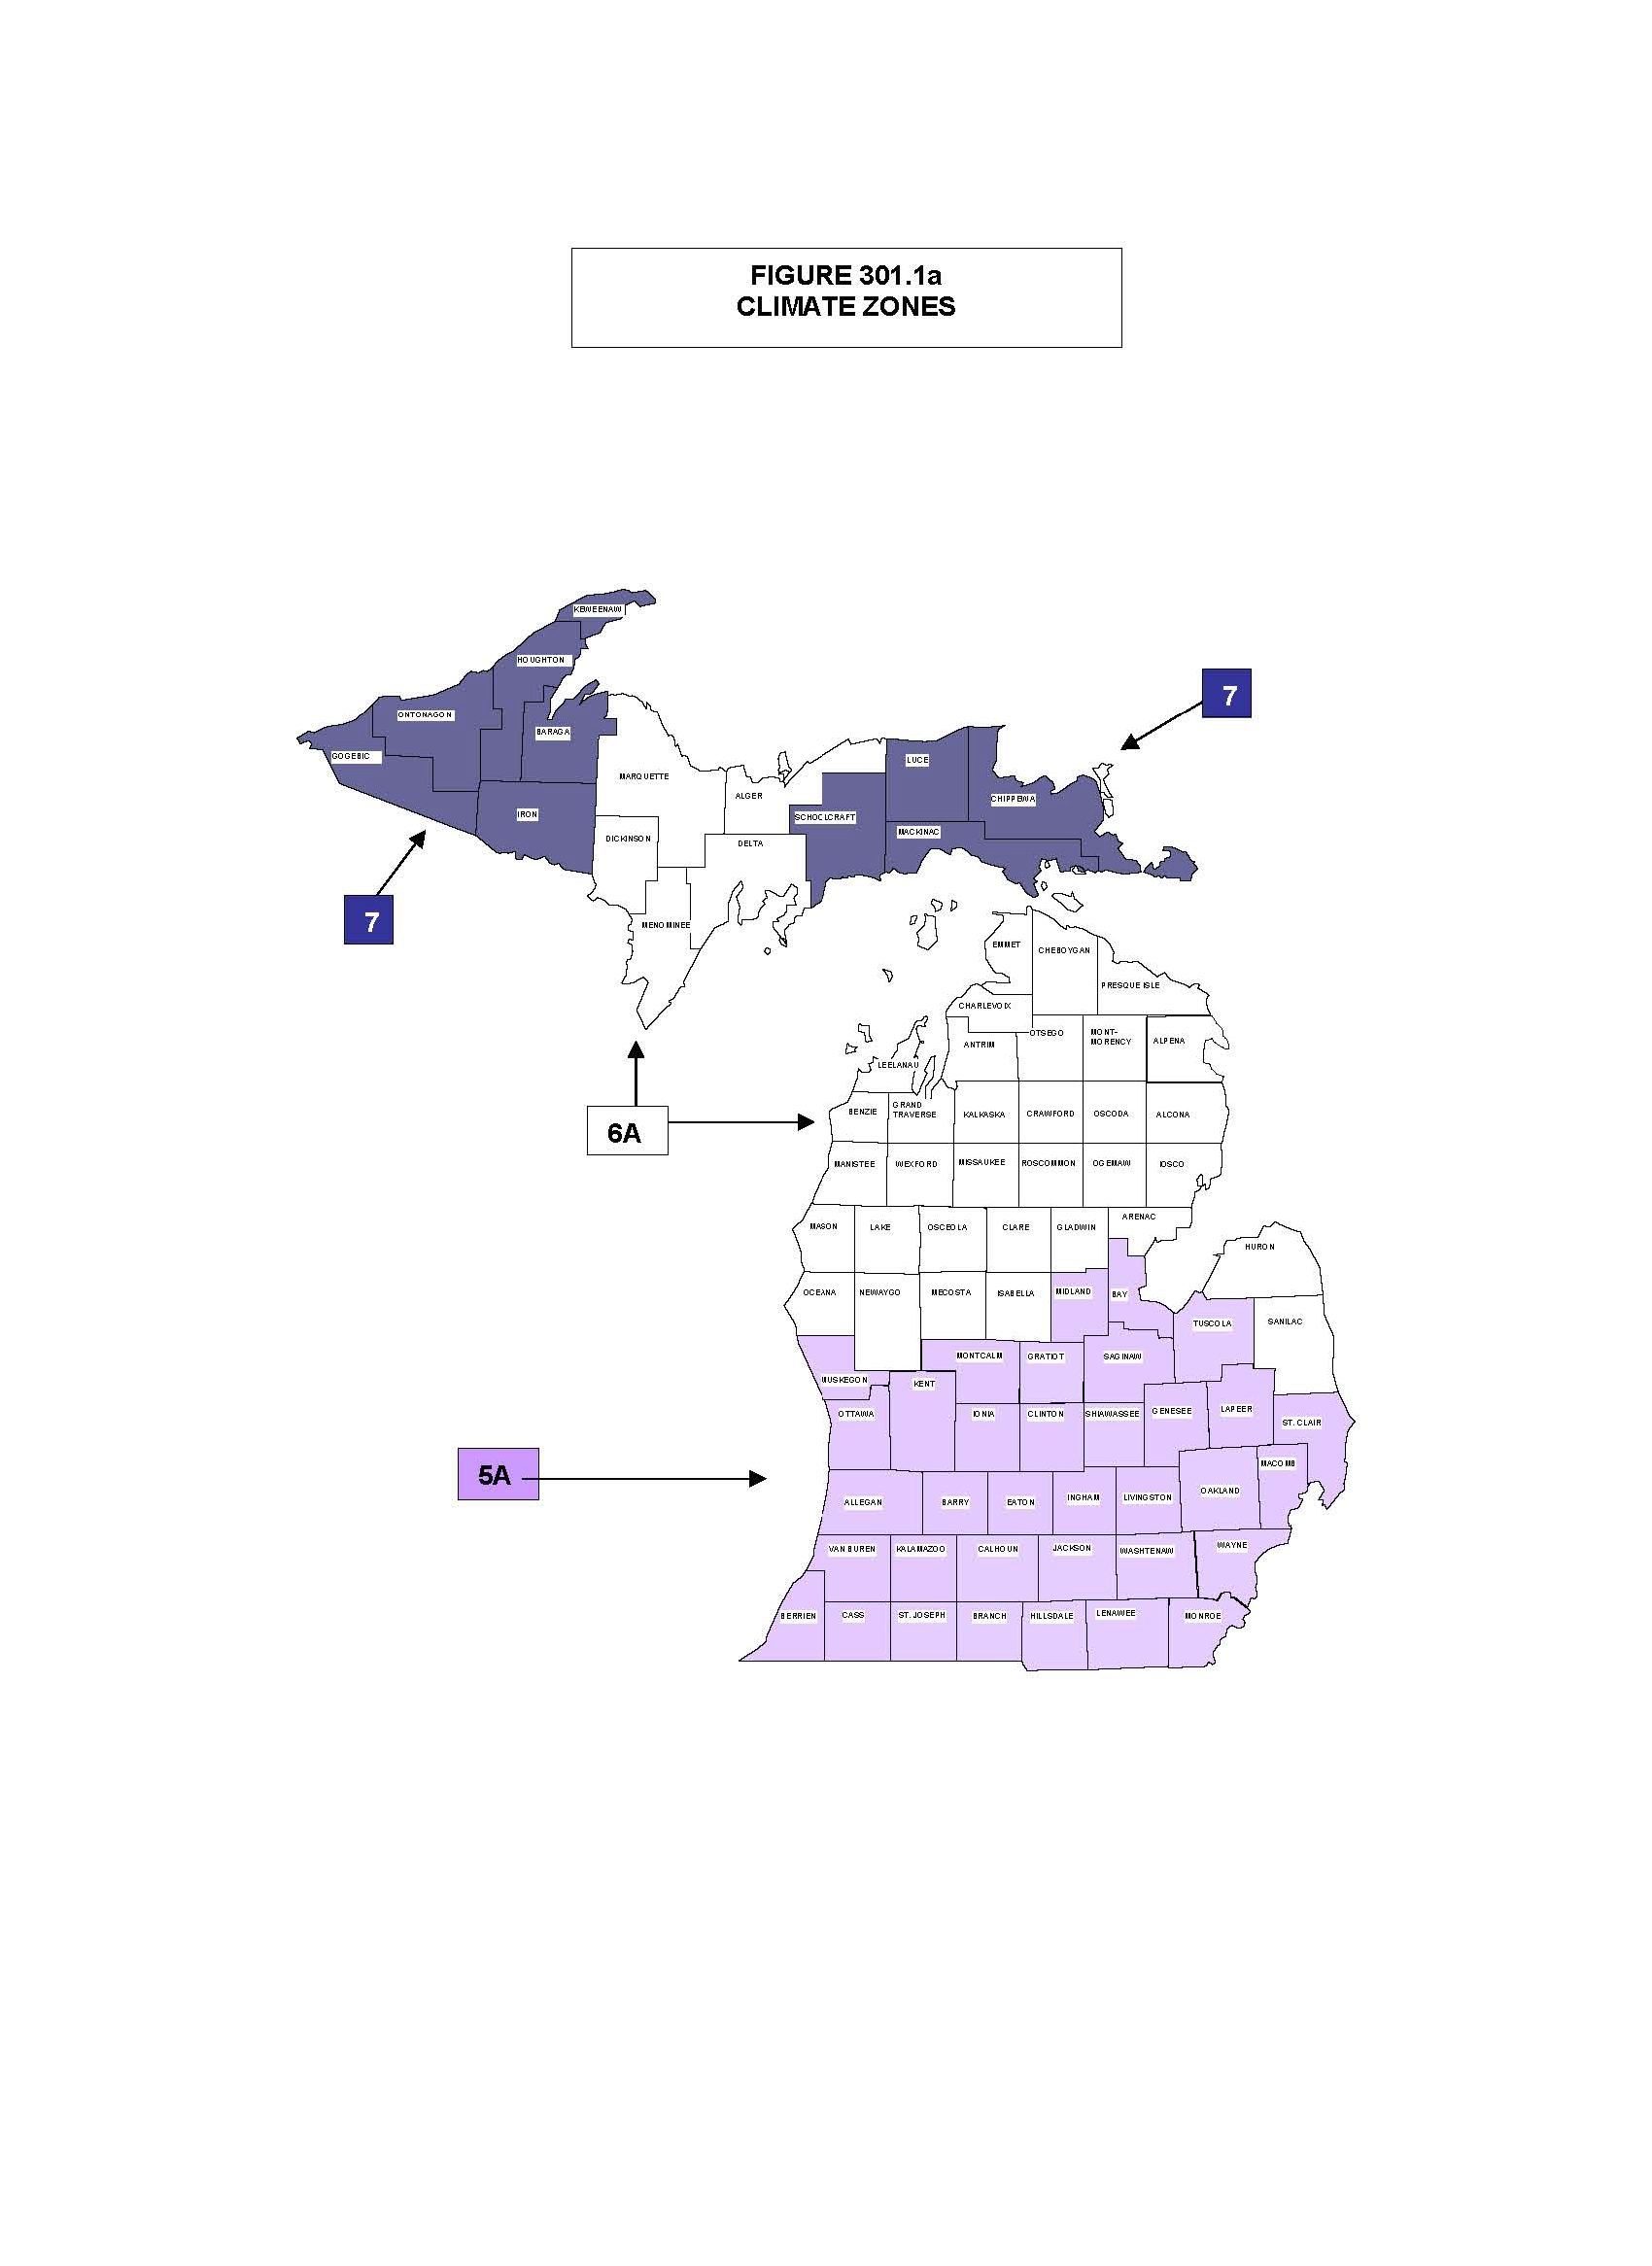 FIGURE 301.1a
CLIMATE ZONES
KEWEENAW
HOUGHTON
7
ONTONAGON
BARAGA
GOGEBIC
LUCE
MARQUETTE
ALGER
CHIPPEWA
IRON
SCHOOLCRAFT
MACKINAC
DICKINSON
DELTA
7
MENOMINEE
EMMET
CHEBOYGAN
PRESQUE ISLE
CHARLEVOIX
OTSEGO
MONT-
MORENCY
ALPENA
ANTRIM
LEELANAU
BENZIE
GRAND
TRAVERSE
KALKASKA
CRAWFORD
OSCODA
ALCONA
6A
MANISTEE
WEXFORD
MISSAUKEE
ROSCOMMON
OGEMAW
IOSCO
ARENAC
MASON
LAKE
OSCEOLA
CLARE
GLADWIN
HURON
OCEANA
NEWAYGO
MECOSTA
ISABELLA
MIDLAND
BAY
TUSCOLA
SANILAC
MONTCALM
GRATIOT
SAGINAW
MUSKEGON
KENT
OTTAWA
IONIA
CLINTON
SHIAWASSEE
GENESEE
LAPEER
ST. CLAIR
MACOMB
5A
ALLEGAN
BARRY
EATON
INGHAM
LIVINGSTON
OAKLAND
VAN BUREN
KALAMAZOO
CALHOUN
JACKSON
WASHTENAW
WAYNE
BERRIEN
CASS
ST. JOSEPH
BRANCH
HILLSDALE
LENAWEE
MONROE